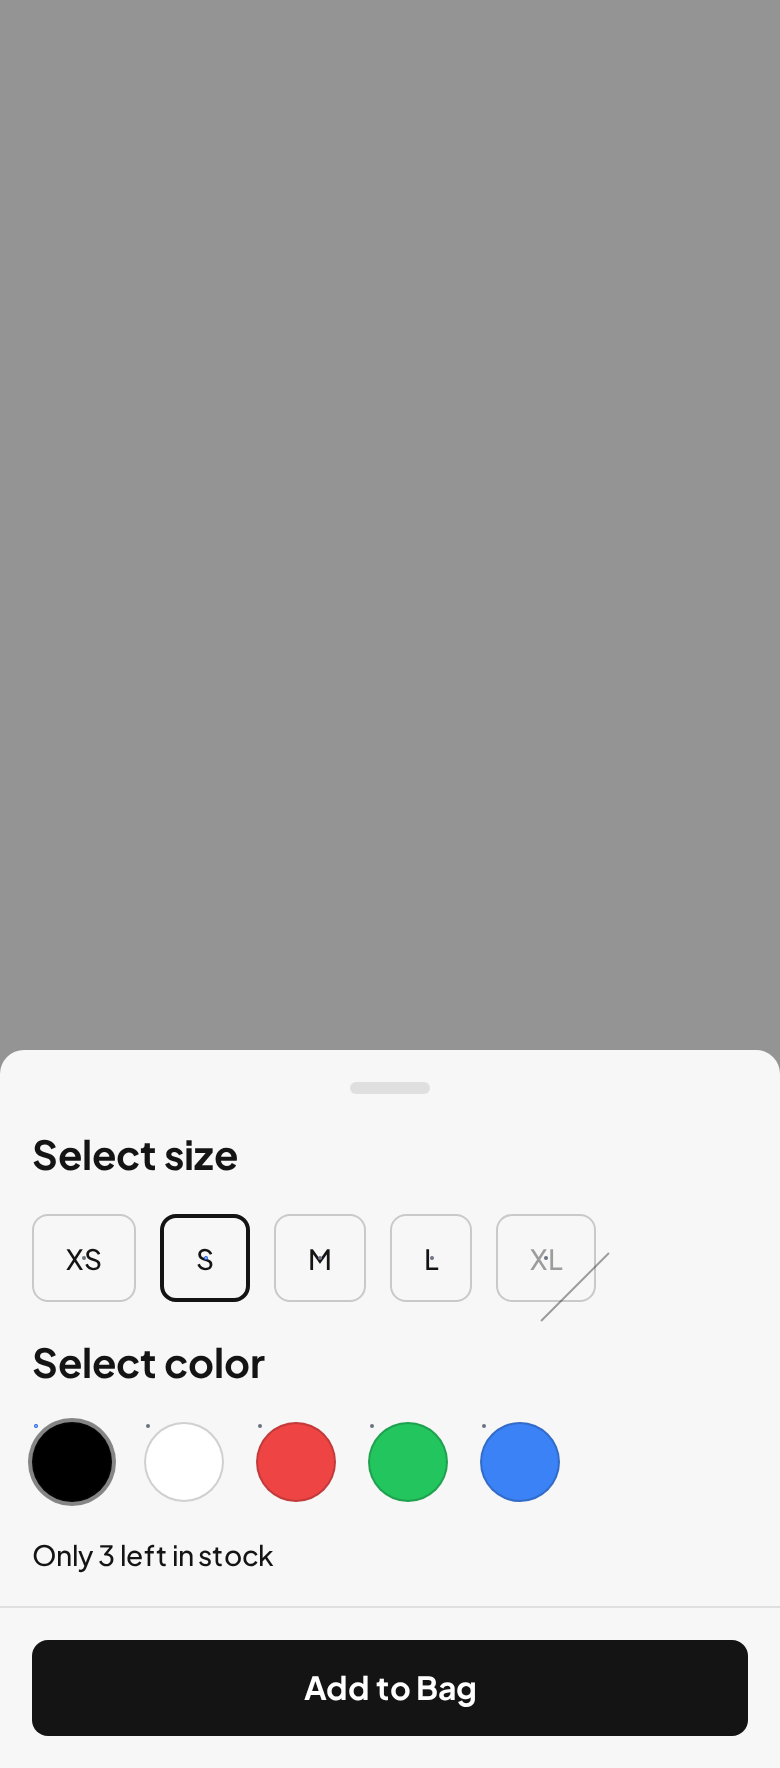 Select size
XS S M L XL
Select color
Only 3 left in stock
Add to Bag